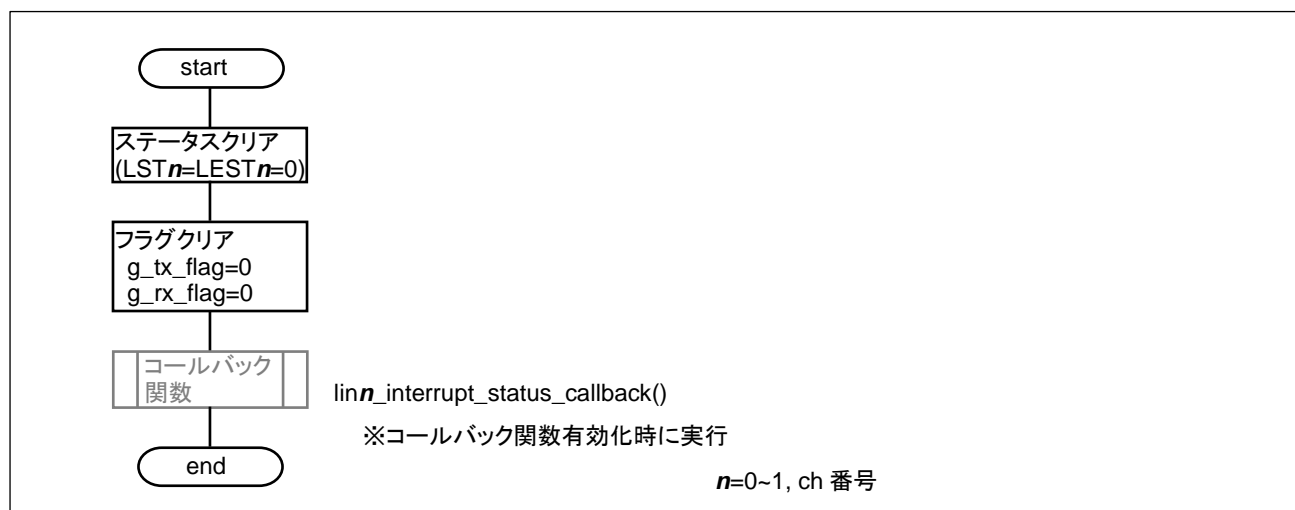 start
ステータスクリア
(LSTn=LESTn=0)
フラグクリア
g_tx_flag=0
g_rx_flag=0
コールバック
関数
linn_interrupt_status_callback()
※コールバック関数有効化時に実行
end
n=0~1, ch 番号